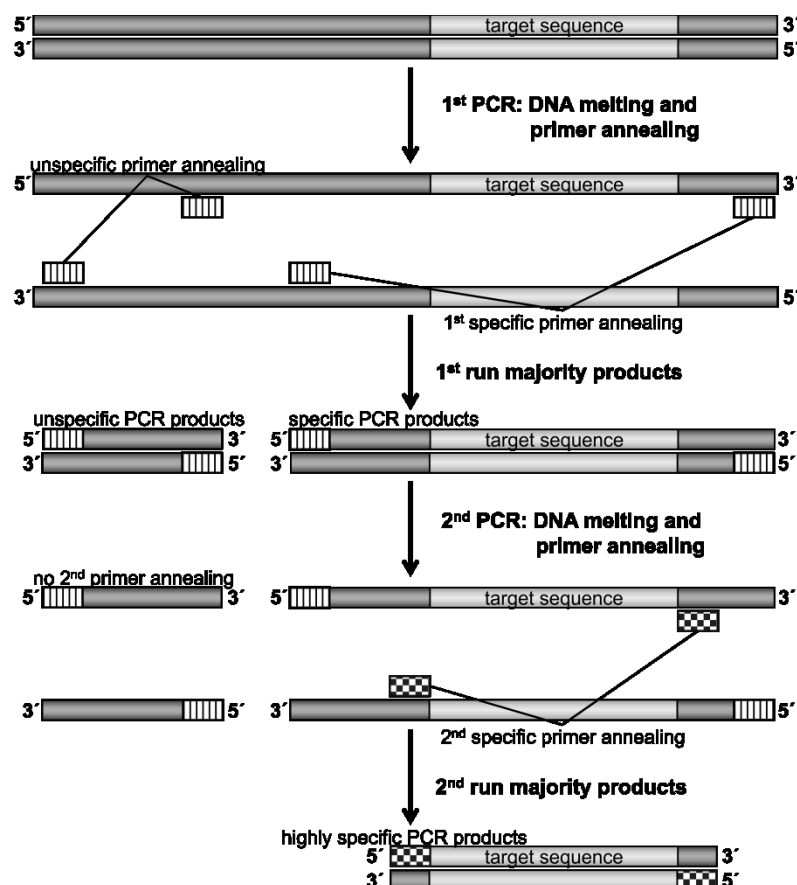 5´ target sequence 3´
3´ 5´
1st PCR: DNA melting and
primer annealing
unspecific primer annealing
5´ target sequence 3´
3´ 5´
1st specific primer annealing
1st run majority products
unspecific PCR products specific PCR products
5´ 3´ 5´ target sequence 3´
3´ 5´ 3´ 5´
2nd PCR: DNA melting and
primer annealing
no 2nd primer annealing
5´ 3´ 5´ target sequence 3´
3´ 5´ 3´ 5´
2nd specific primer annealing
2nd run majority products
highly specific PCR products
5´ target sequence 3´
3´ 5´